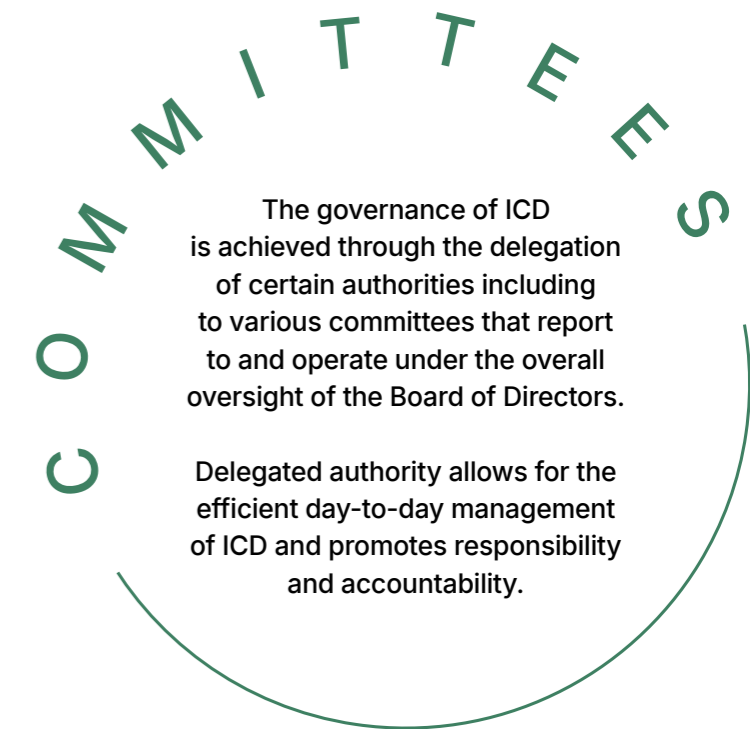 COMMITTEES
The governance of ICD
is achieved through the delegation
of certain authorities including
to various committees that report
to and operate under the overall
oversight of the Board of Directors.
Delegated authority allows for the
efficient day-to-day management
of ICD and promotes responsibility
and accountability.